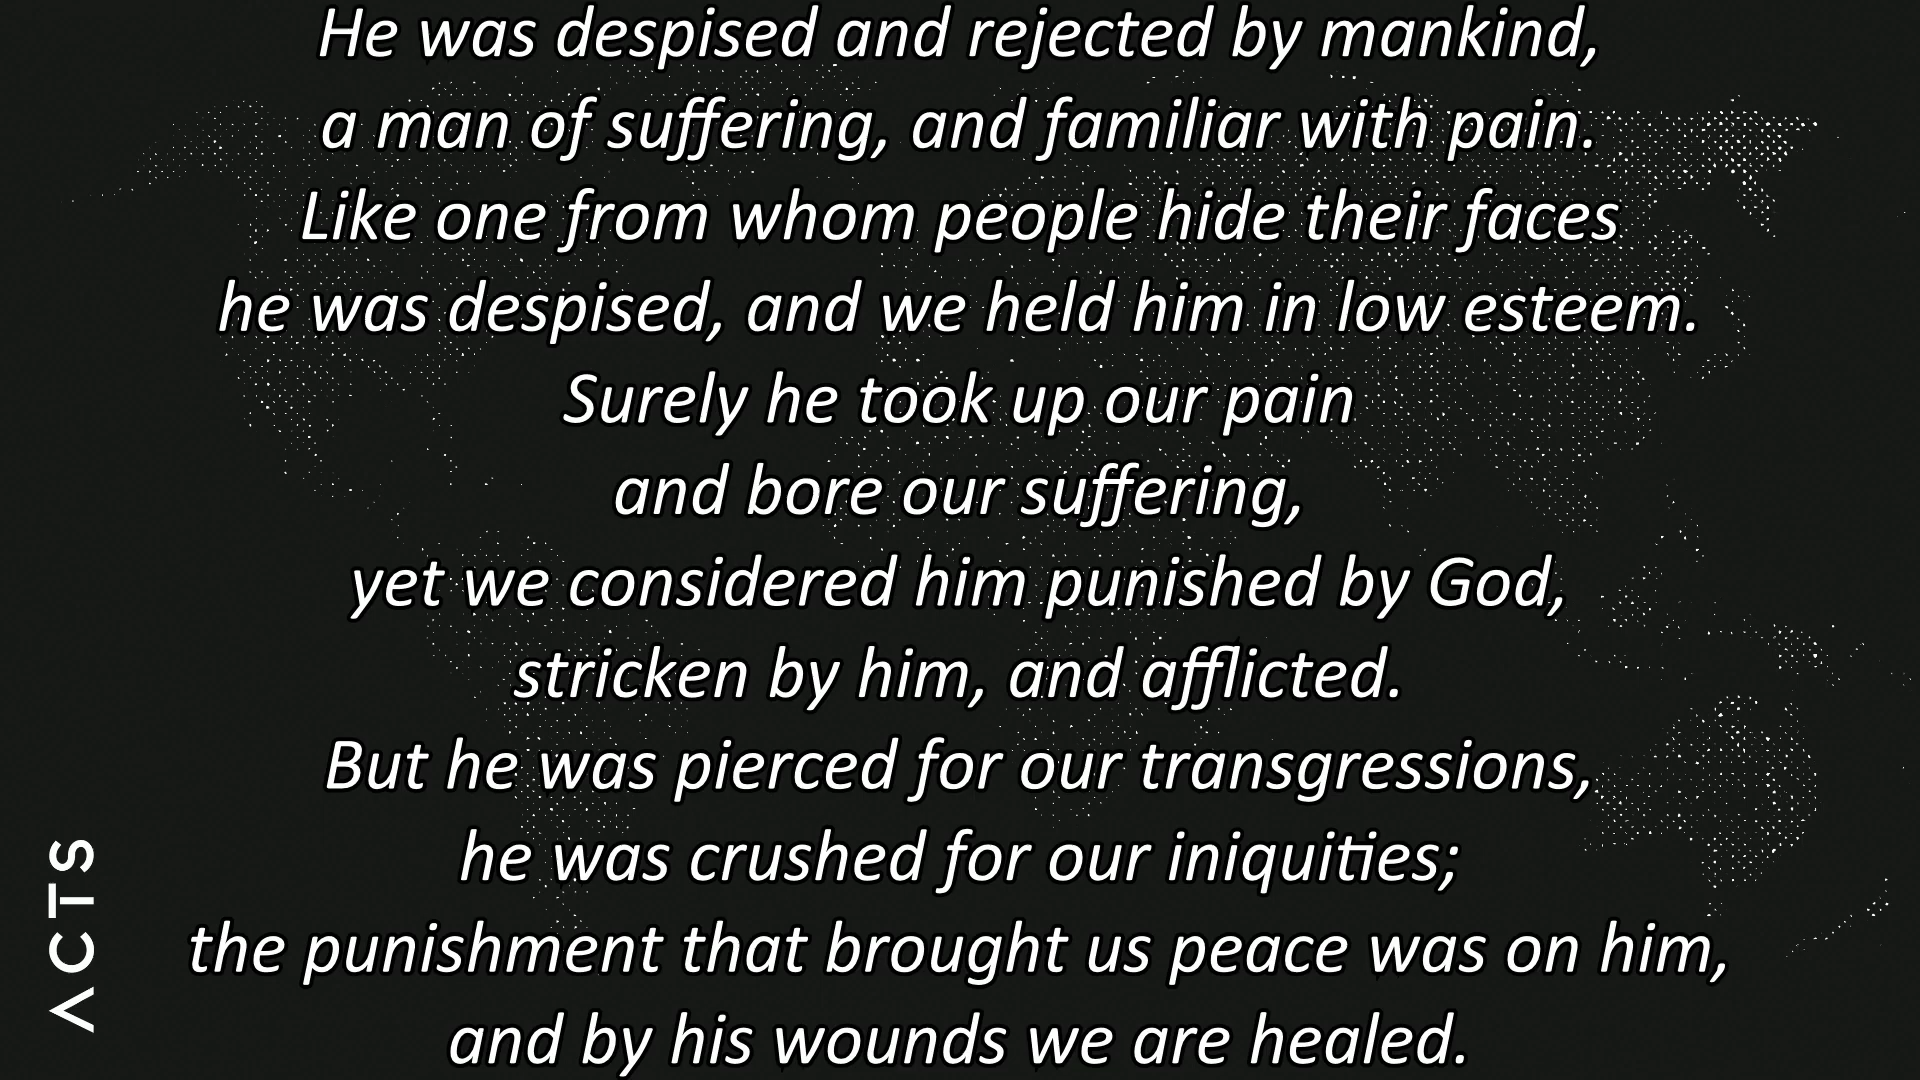 He was despised and rejected by mankind,
a man of suffering, and familiar with pain.
Like one from whom people hide their faces
he was despised, and we held him in low esteem.
Surely he took up our pain
and bore our suffering,
yet we considered him punished by God,
stricken by him, and afflicted.
But he was pierced for our transgressions,
he was crushed for our iniquities;
the punishment that brought us peace was on him,
and by his wounds we are healed.
ACTS